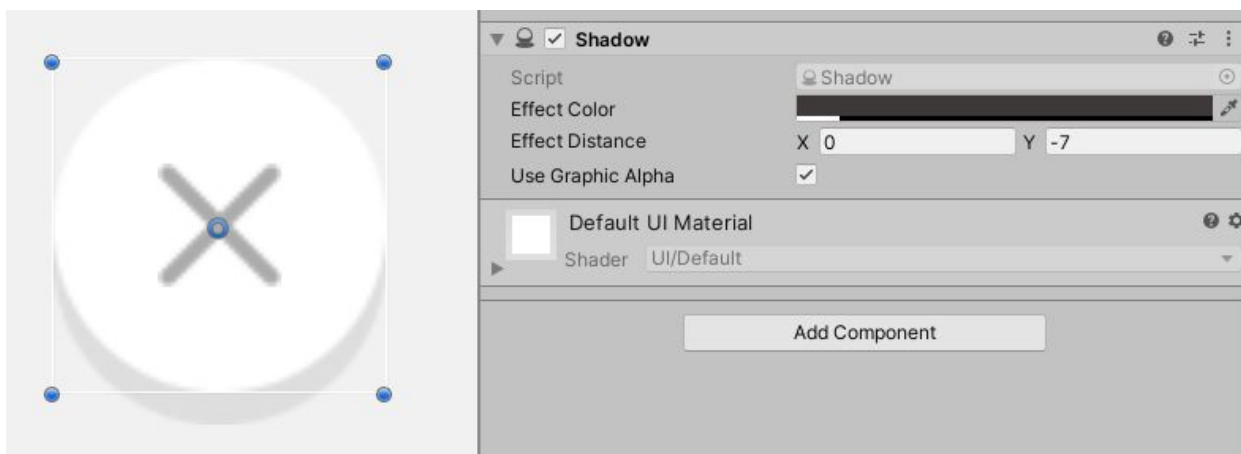 Shadow
Script Shadow
Effect Color
Effect Distance X 0 Y -7
Use Graphic Alpha
Default UI Material
Shader UI/Default
Add Component